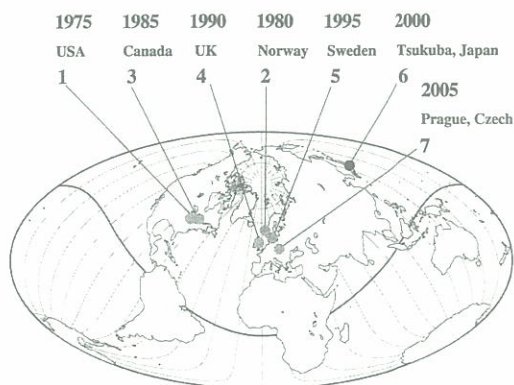 1975 1985 1990 1980 1995 2000
USA Canada UK Norway Sweden Tsukuba, Japan
1 3 4 2 5 6
2005
Prague, Czech
7